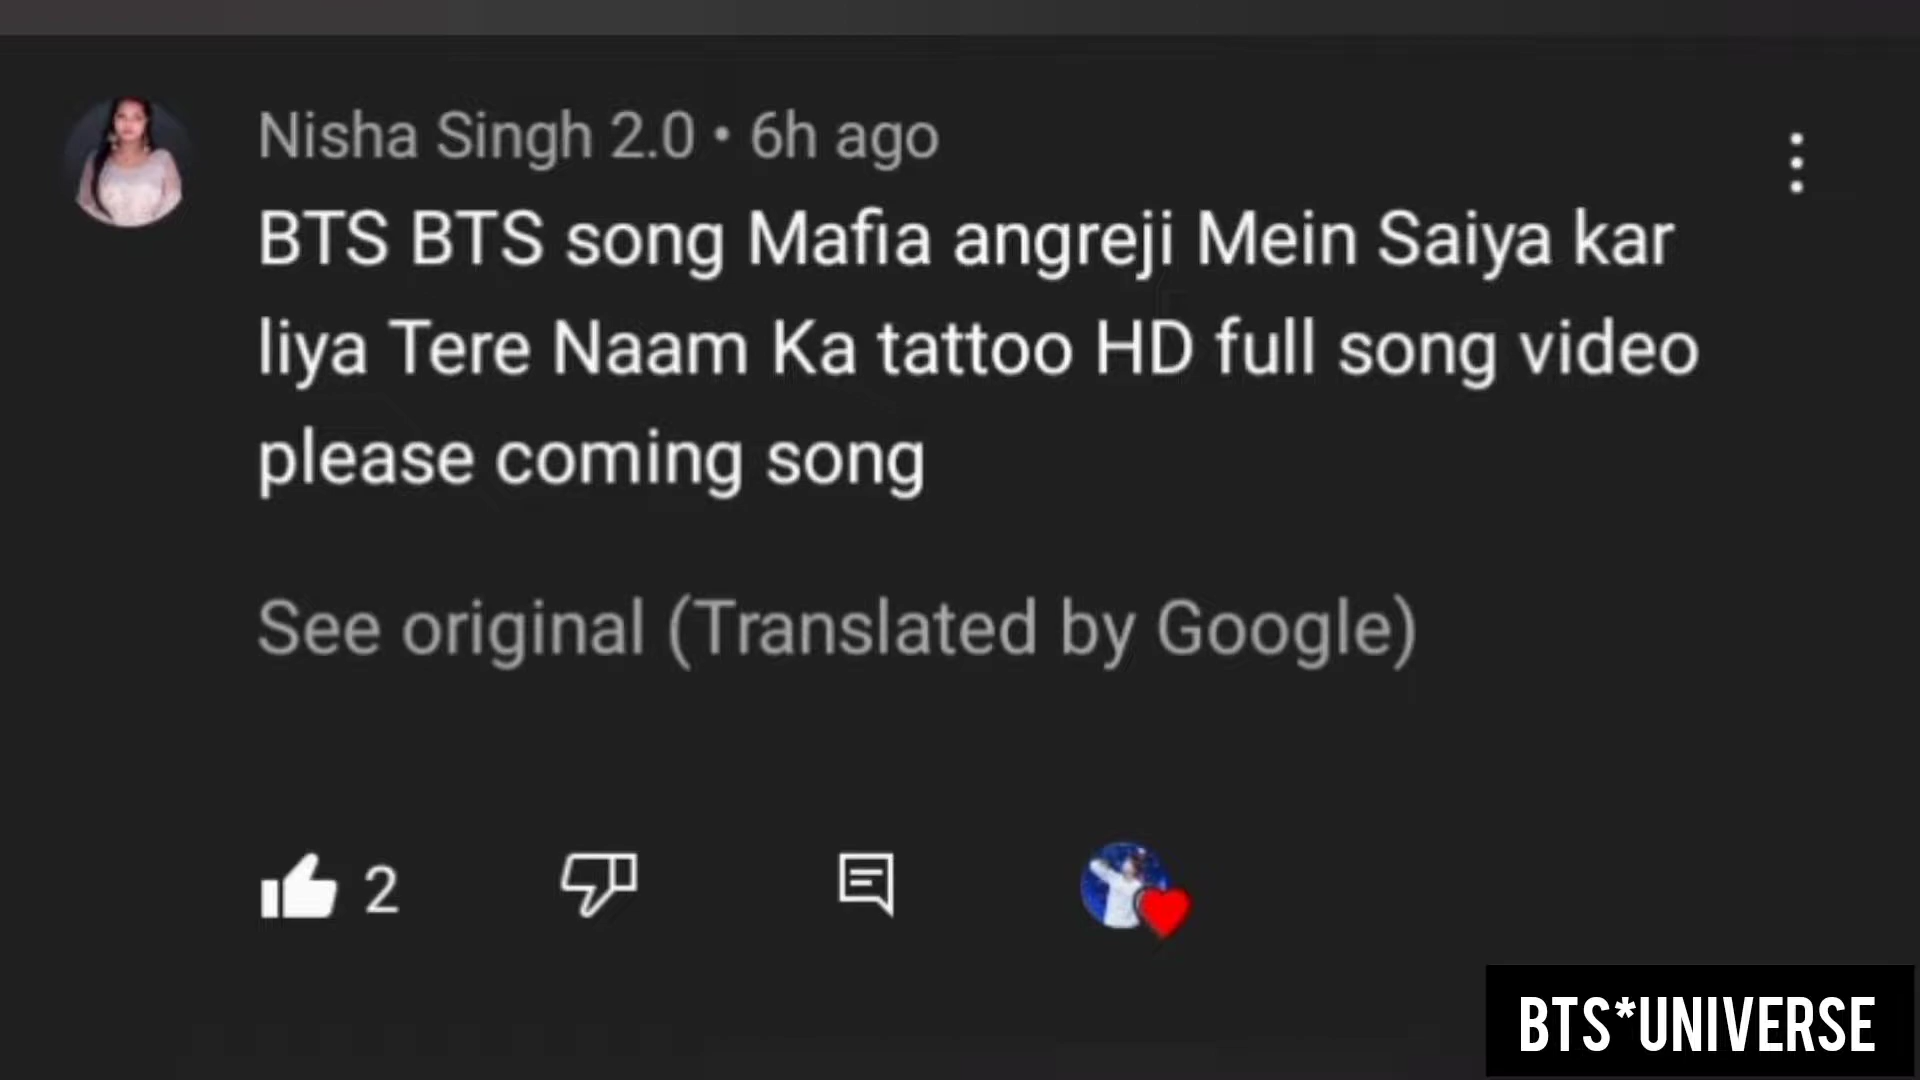 Nisha Singh 2.0 • 6h ago
BTS BTS song Mafia angreji Mein Saiya kar
liya Tere Naam Ka tattoo HD full song video
please coming song
See original (Translated by Google)
2
BTS*UNIVERSE